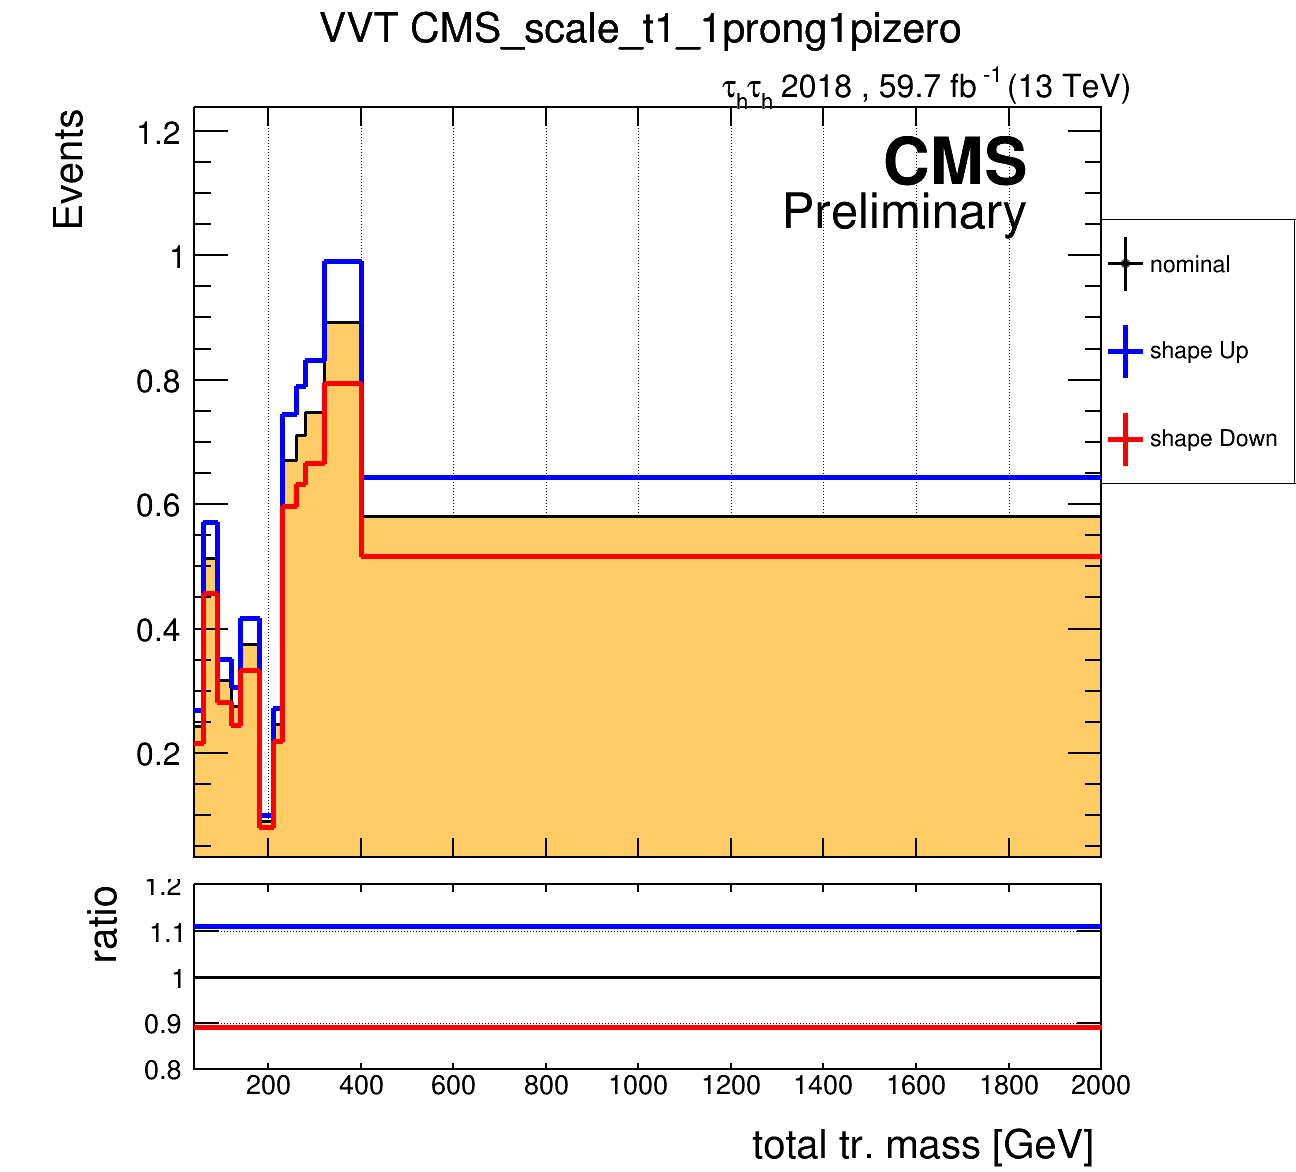 VVT CMS_scale_t1_1prong1pizero
τhτh 2018 , 59.7 fb -1 (13 TeV)
Events
CMS
Preliminary
1.2
1
0.8
0.6
0.4
0.2
nominal
shape Up
shape Down
ratio
1.2
1.1
1
0.9
0.8
200 400 600 800 1000 1200 1400 1600 1800 2000
total tr. mass [GeV]